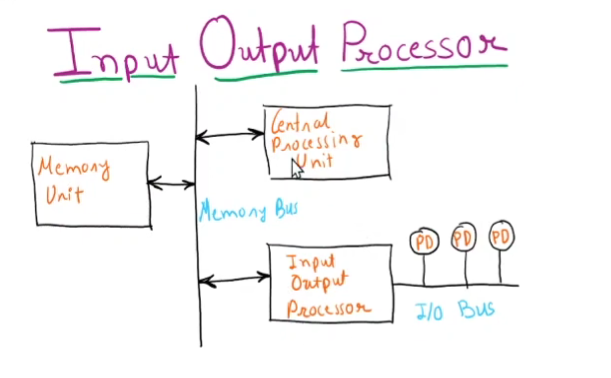 Input Output Processor
Central
Processing
Unit
Memory
Unit
Memory Bus
PD PD PD
Input
Output
Processor
I/O Bus